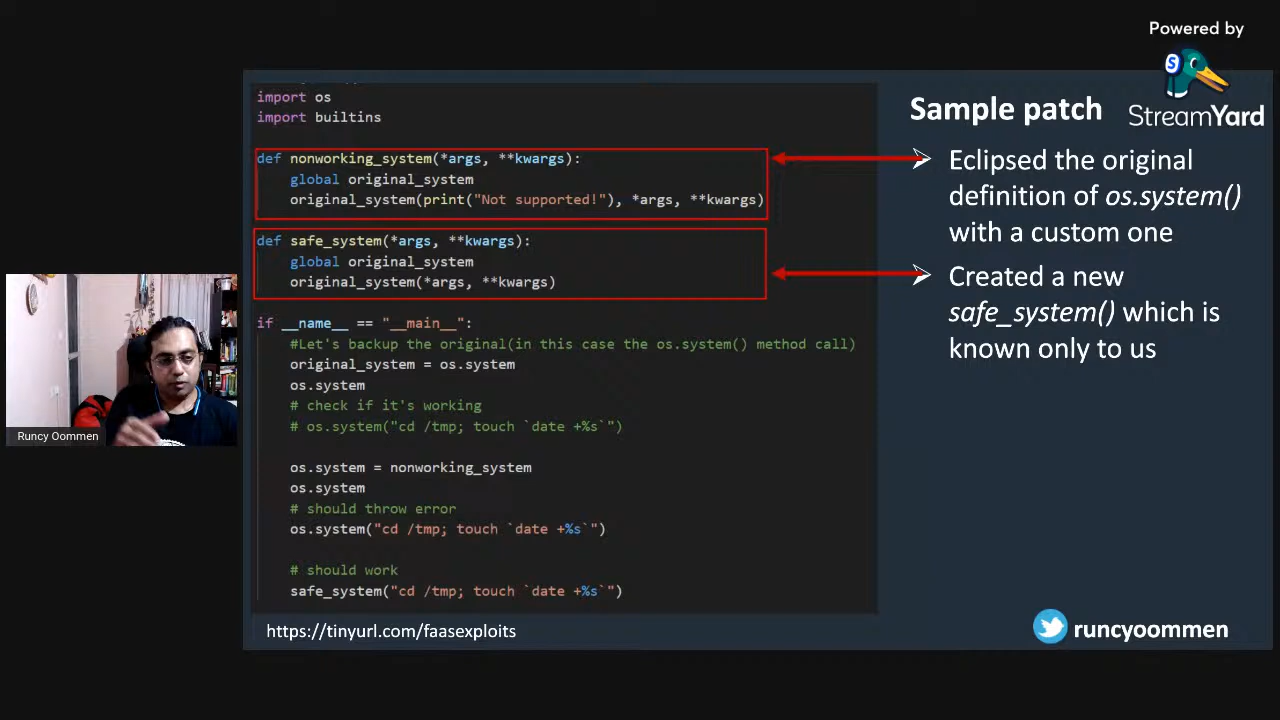 Powered by
StreamYard
import os
import builtins
def nonworking_system(*args, **kwargs):
global original_system
original_system(print("Not supported!"), *args, **kwargs)
def safe_system(*args, **kwargs):
global original_system
original_system(*args, **kwargs)
if __name__ == "__main__":
#Let's backup the original(in this case the os.system() method call)
original_system = os.system
os.system
# check if it's working
# os.system("cd /tmp; touch `date +%s`")
os.system = nonworking_system
os.system
# should throw error
os.system("cd /tmp; touch `date +%s`")
# should work
safe_system("cd /tmp; touch `date +%s`")
Sample patch
➢ Eclipsed the original
definition of os.system()
with a custom one
➢ Created a new
safe_system() which is
known only to us
Runcy Oommen
https://tinyurl.com/faasexploits
runcyoommen